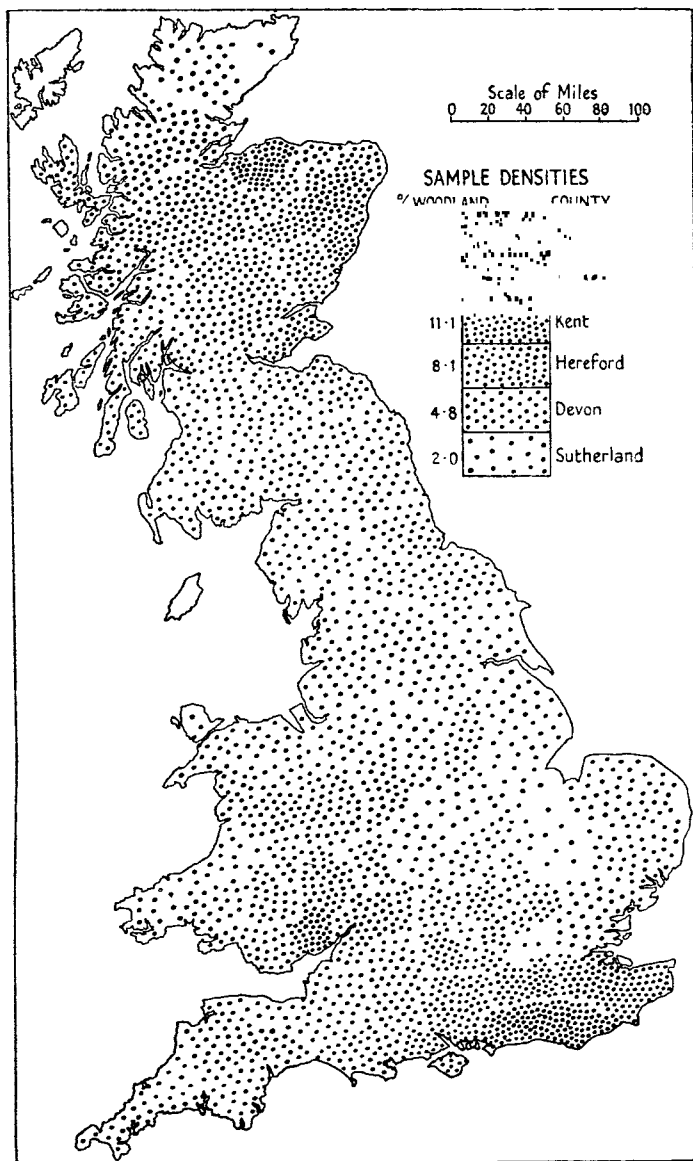 Scale of Miles
0 20 40 60 80 100
SAMPLE DENSITIES
% WOODLAND COUNTY
11·1 Kent
8·1 Hereford
4·8 Devon
2·0 Sutherland